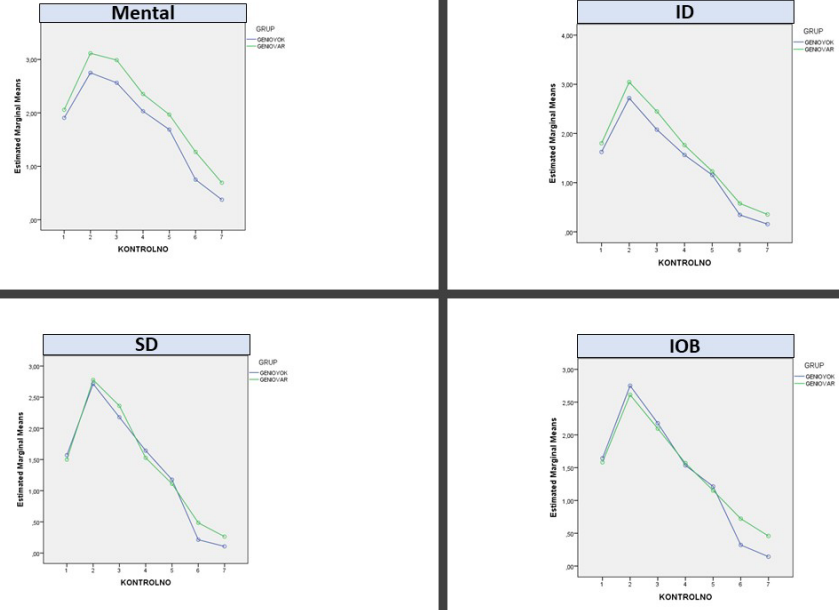 Mental
GRUP
GENIOYOK
GENIOVAR
Estimated Marginal Means
3,00
2,00
1,00
,00
1 2 3 4 5 6 7
KONTROLNO
ID
GRUP
GENIOYOK
GENIOVAR
Estimated Marginal Means
4,00
3,00
2,00
1,00
,00
1 2 3 4 5 6 7
KONTROLNO
SD
GRUP
GENIOYOK
GENIOVAR
Estimated Marginal Means
3,00
2,50
2,00
1,50
1,00
,50
,00
1 2 3 4 5 6 7
KONTROLNO
IOB
GRUP
GENIOYOK
GENIOVAR
Estimated Marginal Means
3,00
2,50
2,00
1,50
1,00
,50
,00
1 2 3 4 5 6 7
KONTROLNO